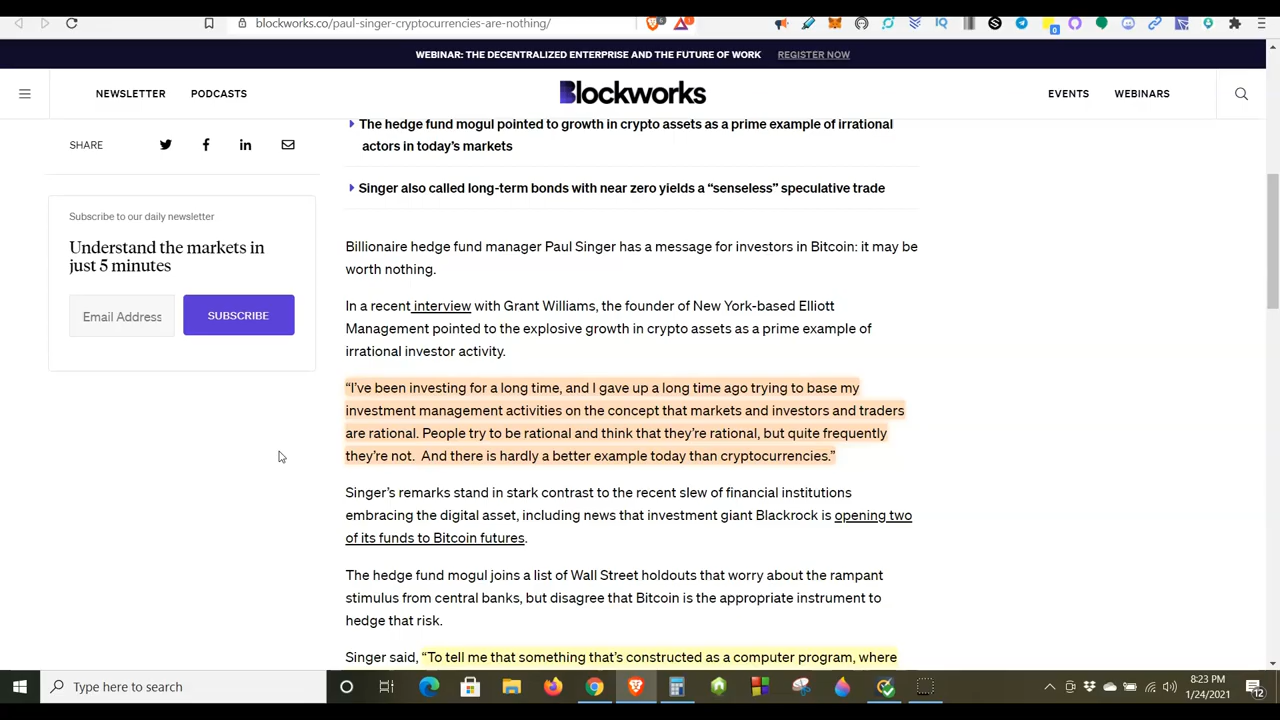 blockworks.co/paul-singer-cryptocurrencies-are-nothing/
WEBINAR: THE DECENTRALIZED ENTERPRISE AND THE FUTURE OF WORK REGISTER NOW
NEWSLETTER PODCASTS Blockworks EVENTS WEBINARS
SHARE
Subscribe to our daily newsletter
Understand the markets in
just 5 minutes
Email Address SUBSCRIBE
The hedge fund mogul pointed to growth in crypto assets as a prime example of irrational
actors in today’s markets
Singer also called long-term bonds with near zero yields a “senseless” speculative trade
Billionaire hedge fund manager Paul Singer has a message for investors in Bitcoin: it may be
worth nothing.
In a recent interview with Grant Williams, the founder of New York-based Elliott
Management pointed to the explosive growth in crypto assets as a prime example of
irrational investor activity.
“I’ve been investing for a long time, and I gave up a long time ago trying to base my
investment management activities on the concept that markets and investors and traders
are rational. People try to be rational and think that they’re rational, but quite frequently
they’re not. And there is hardly a better example today than cryptocurrencies.”
Singer’s remarks stand in stark contrast to the recent slew of financial institutions
embracing the digital asset, including news that investment giant Blackrock is opening two
of its funds to Bitcoin futures.
The hedge fund mogul joins a list of Wall Street holdouts that worry about the rampant
stimulus from central banks, but disagree that Bitcoin is the appropriate instrument to
hedge that risk.
Singer said, “To tell me that something that’s constructed as a computer program, where
Type here to search
8:23 PM
1/24/2021
12